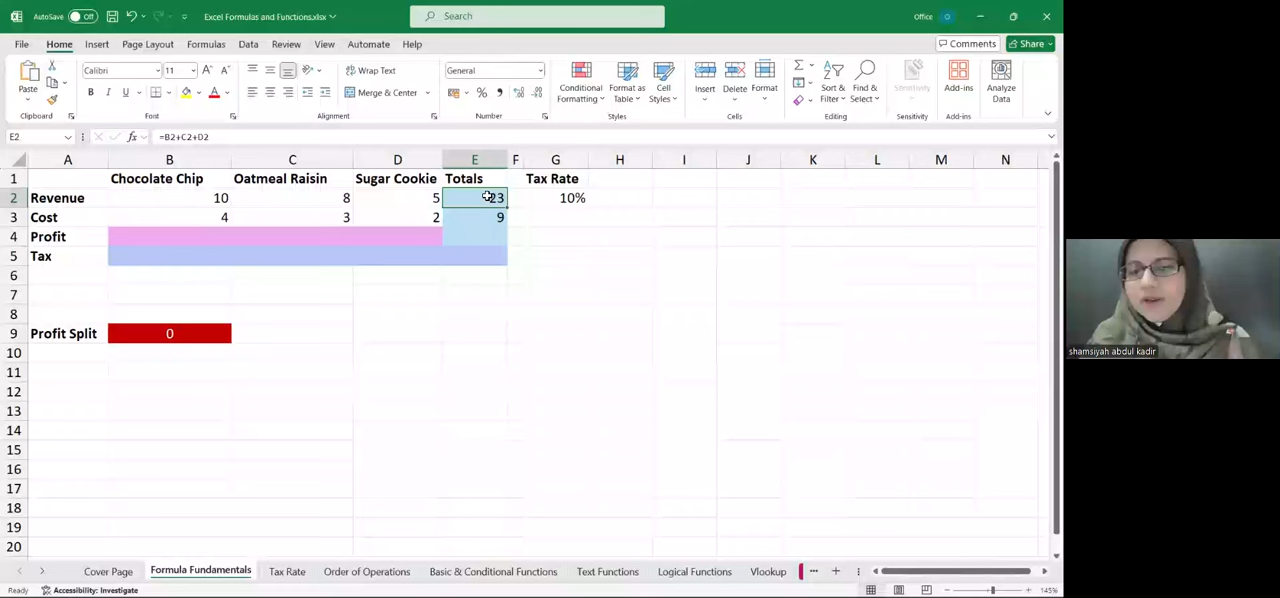 AutoSave Off Excel Formulas and Functions.xlsx Search Office O
File Home Insert Page Layout Formulas Data Review View Automate Help Comments Share
Paste Calibri 11 Wrap Text General Conditional Formatting Format as Table Cell Styles Insert Delete Format Sort & Filter Find & Select Sensitivity Add-ins Analyze Data
B I U Merge & Center
Clipboard Font Alignment Number Styles Cells Editing Sensitivity Add-ins
E2 fx =B2+C2+D2
A B C D E F G H I J K L M N
1 Chocolate Chip Oatmeal Raisin Sugar Cookie Totals Tax Rate
2 Revenue 10 8 5 23 10%
3 Cost 4 3 2 9
4 Profit
5 Tax
6
7
8
9 Profit Split 0
10
11
12
13
14
15
16
17
18
19
20
shamsiyah abdul kadir
Cover Page Formula Fundamentals Tax Rate Order of Operations Basic & Conditional Functions Text Functions Logical Functions Vlookup
Ready Accessibility: Investigate 145%